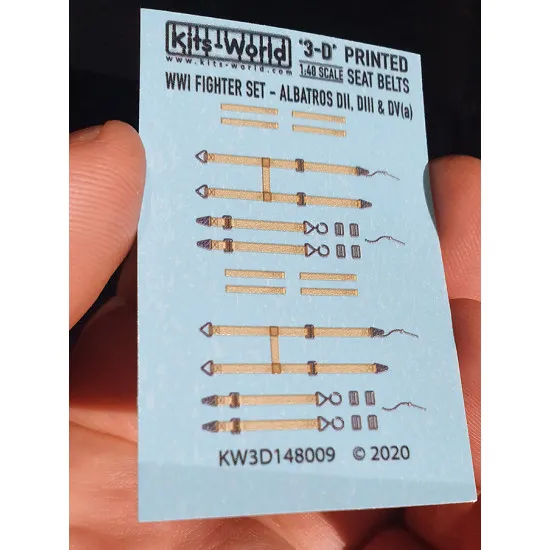 Kits-World "3-D" PRINTED
www.kits-world.com 1:48 SCALE SEAT BELTS
WWI FIGHTER SET - ALBATROS DII, DIII & DV(a)
KW3D148009 © 2020